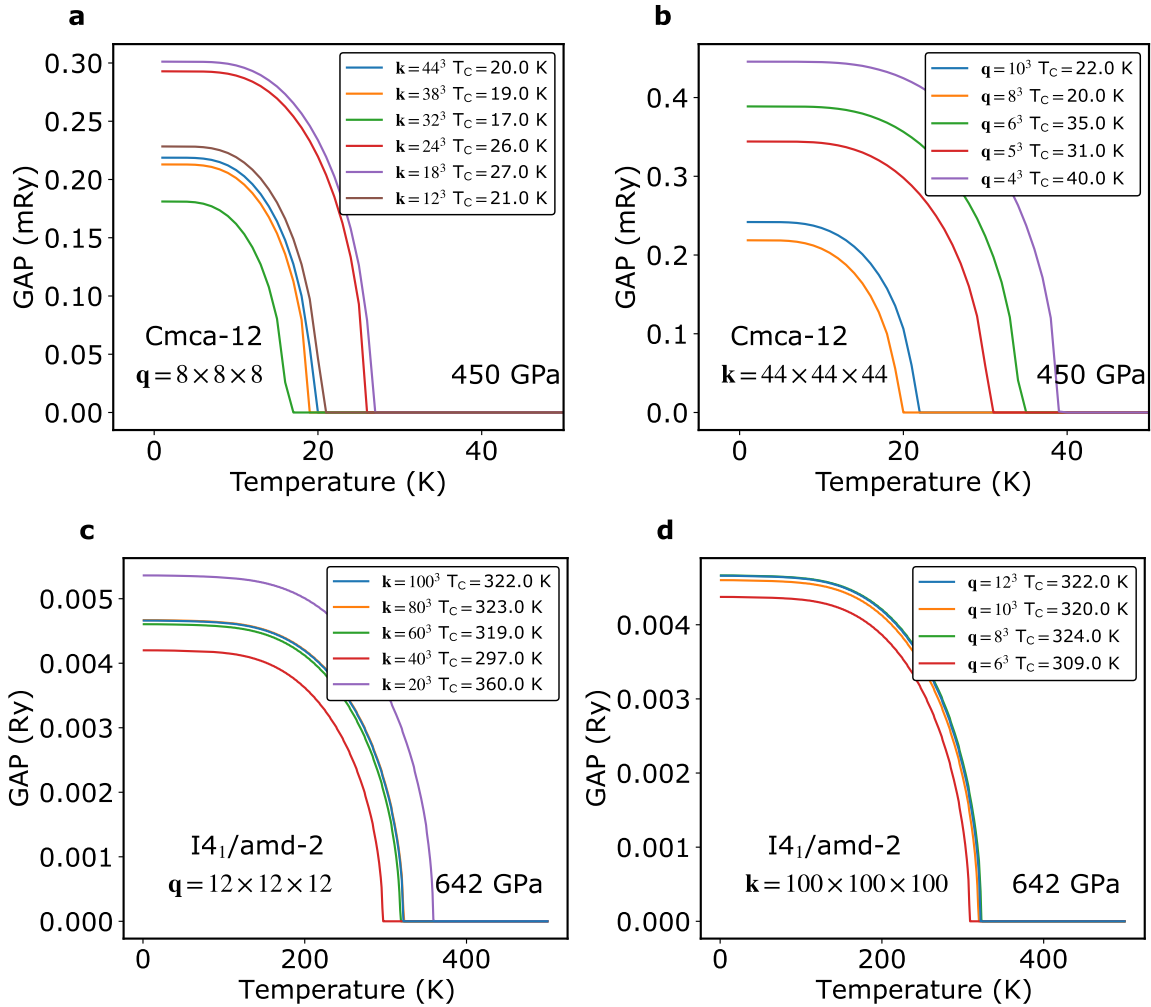 a
0.30
0.25
0.20
0.15
0.10
0.05
0.00
GAP (mRy)
k = 44³ T_C = 20.0 K
k = 38³ T_C = 19.0 K
k = 32³ T_C = 17.0 K
k = 24³ T_C = 26.0 K
k = 18³ T_C = 27.0 K
k = 12³ T_C = 21.0 K
Cmca-12
q = 8 × 8 × 8
450 GPa
0 20 40
Temperature (K)
b
0.4
0.3
0.2
0.1
0.0
GAP (mRy)
q = 10³ T_C = 22.0 K
q = 8³ T_C = 20.0 K
q = 6³ T_C = 35.0 K
q = 5³ T_C = 31.0 K
q = 4³ T_C = 40.0 K
Cmca-12
k = 44 × 44 × 44
450 GPa
0 20 40
Temperature (K)
c
0.005
0.004
0.003
0.002
0.001
0.000
GAP (Ry)
k = 100³ T_C = 322.0 K
k = 80³ T_C = 323.0 K
k = 60³ T_C = 319.0 K
k = 40³ T_C = 297.0 K
k = 20³ T_C = 360.0 K
I4₁/amd-2
q = 12 × 12 × 12
642 GPa
0 200 400
Temperature (K)
d
0.004
0.003
0.002
0.001
0.000
GAP (Ry)
q = 12³ T_C = 322.0 K
q = 10³ T_C = 320.0 K
q = 8³ T_C = 324.0 K
q = 6³ T_C = 309.0 K
I4₁/amd-2
k = 100 × 100 × 100
642 GPa
0 200 400
Temperature (K)